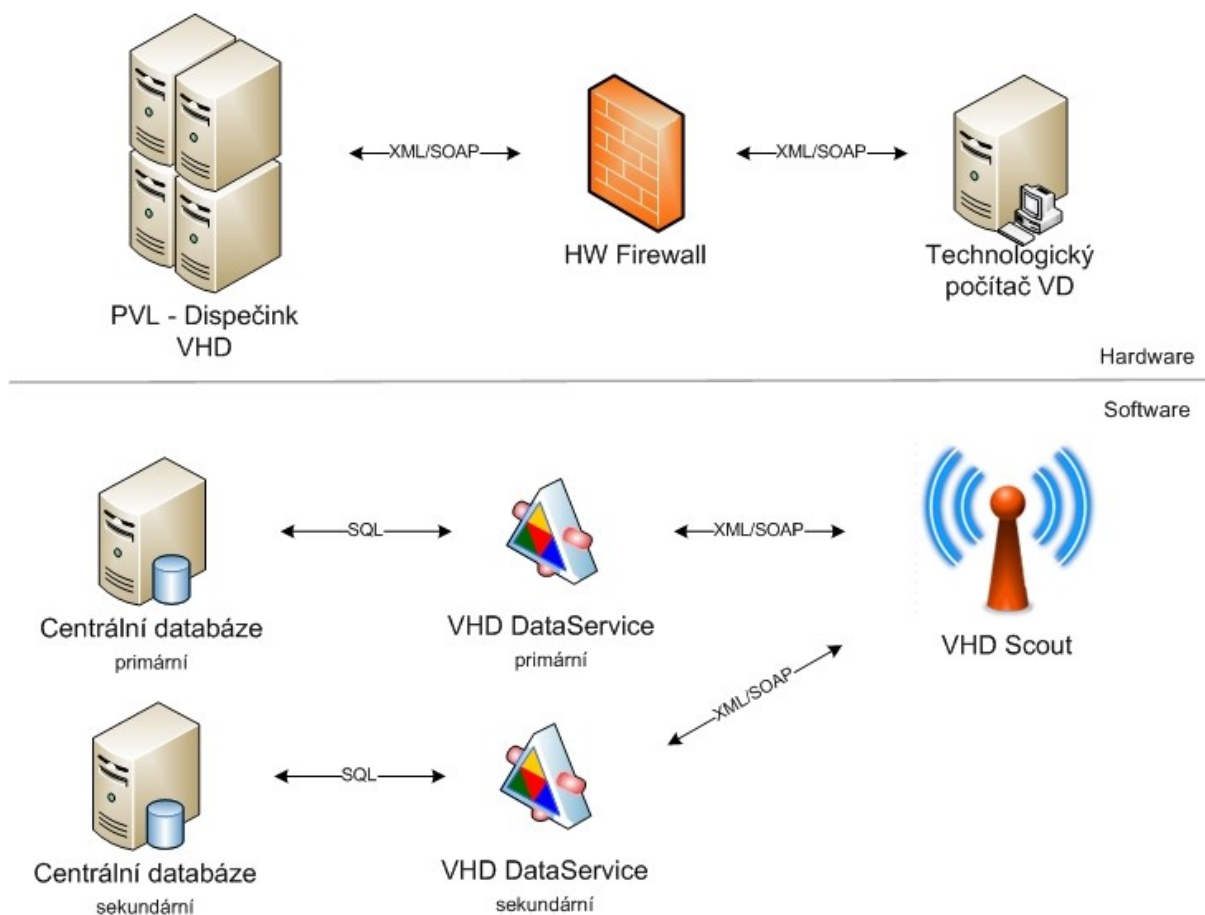 XML/SOAP
XML/SOAP
PVL - Dispečink
VHD
HW Firewall
Technologický
počítač VD
Hardware
Software
SQL
XML/SOAP
Centrální databáze
primární
VHD DataService
primární
VHD Scout
XML/SOAP
SQL
Centrální databáze
sekundární
VHD DataService
sekundární